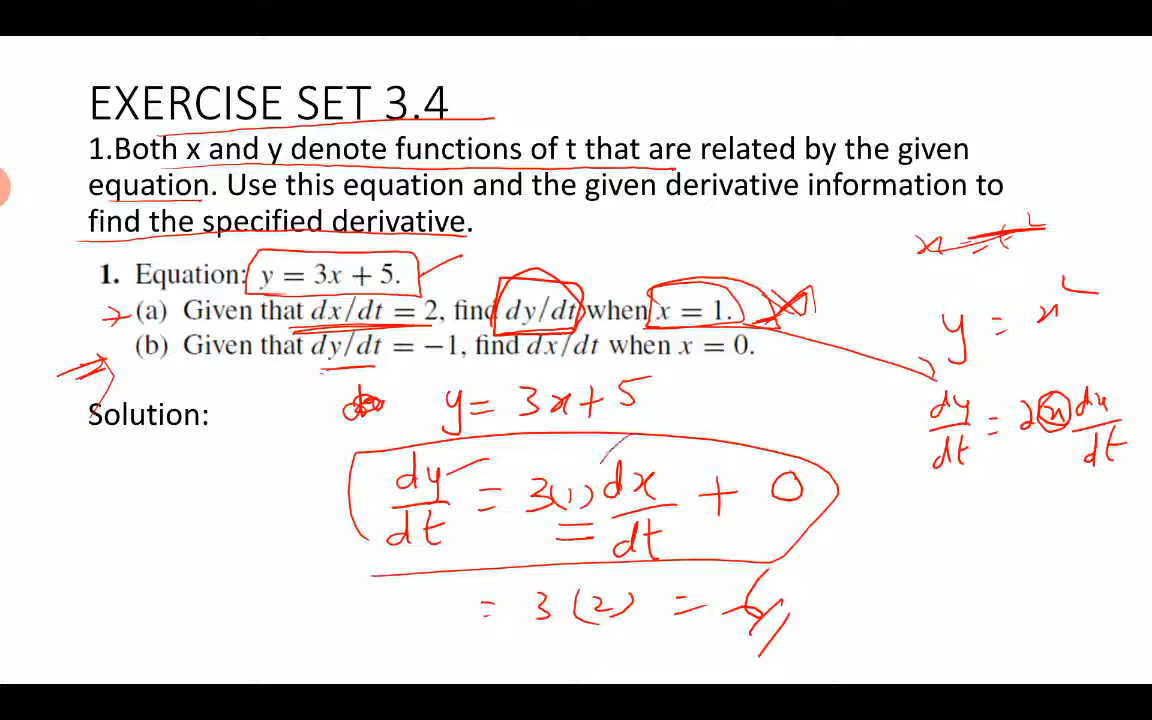 EXERCISE SET 3.4
1.Both x and y denote functions of t that are related by the given
equation. Use this equation and the given derivative information to
find the specified derivative.
1. Equation: y = 3x + 5.
(a) Given that dx/dt = 2, find dy/dt when x = 1.
(b) Given that dy/dt = −1, find dx/dt when x = 0.
Solution:
y = 3x + 5
dy/dt = 3(1) dx/dt + 0
= 3 (2) = 6
x = t²
y = x²
dy/dt = 2x dx/dt